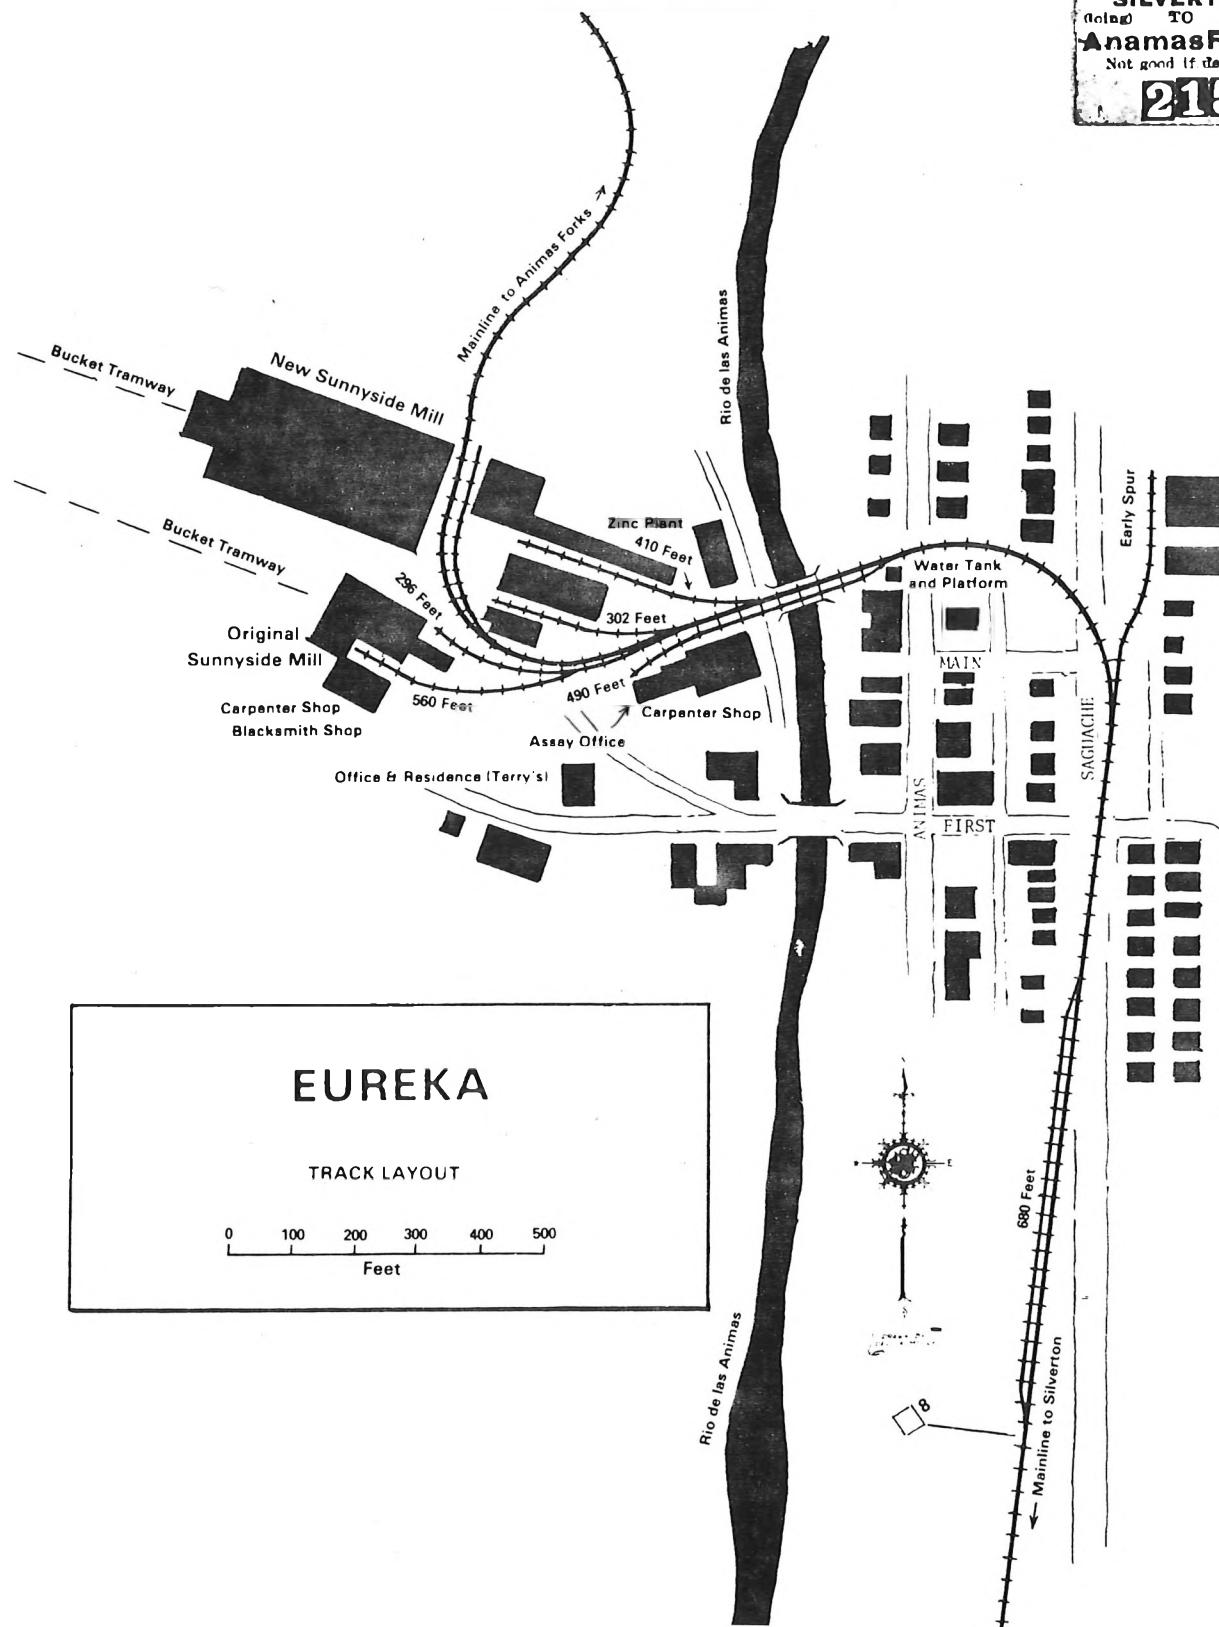 SILVERT
(Going) TO
AnamasF
Not good if de
215
Mainline to Animas Forks
Rio de las Animas
Bucket Tramway
New Sunnyside Mill
Early Spur
Zinc Plant
410 Feet
Bucket Tramway
Water Tank
and Platform
296 Feet
302 Feet
Original
Sunnyside Mill
MAIN
560 Feet
490 Feet
Carpenter Shop
Blacksmith Shop
Carpenter Shop
SAGUACHE
Assay Office
Office & Residence (Terry's)
ANIMAS
FIRST
EUREKA
TRACK LAYOUT
0 100 200 300 400 500
Feet
E
680 Feet
Rio de las Animas
Mainline to Silverton
8